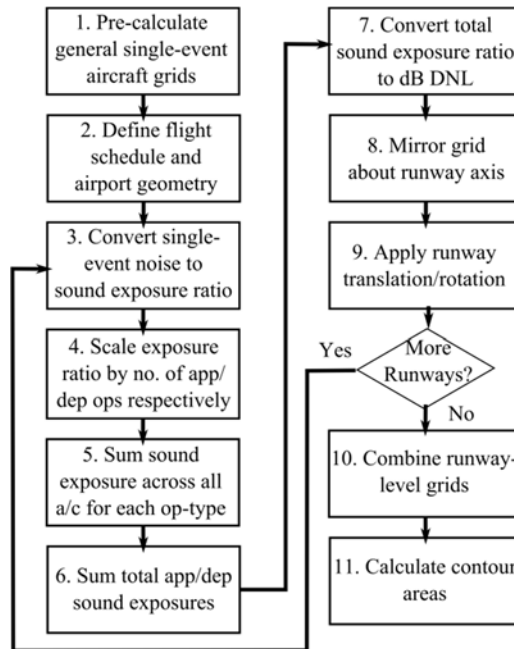 1. Pre-calculate
general single-event
aircraft grids
2. Define flight
schedule and
airport geometry
3. Convert single-
event noise to
sound exposure ratio
4. Scale exposure
ratio by no. of app/
dep ops respectively
5. Sum sound
exposure across all
a/c for each op-type
6. Sum total app/dep
sound exposures
7. Convert total
sound exposure ratio
to dB DNL
8. Mirror grid
about runway axis
9. Apply runway
translation/rotation
Yes
More
Runways?
No
10. Combine runway-
level grids
11. Calculate contour
areas